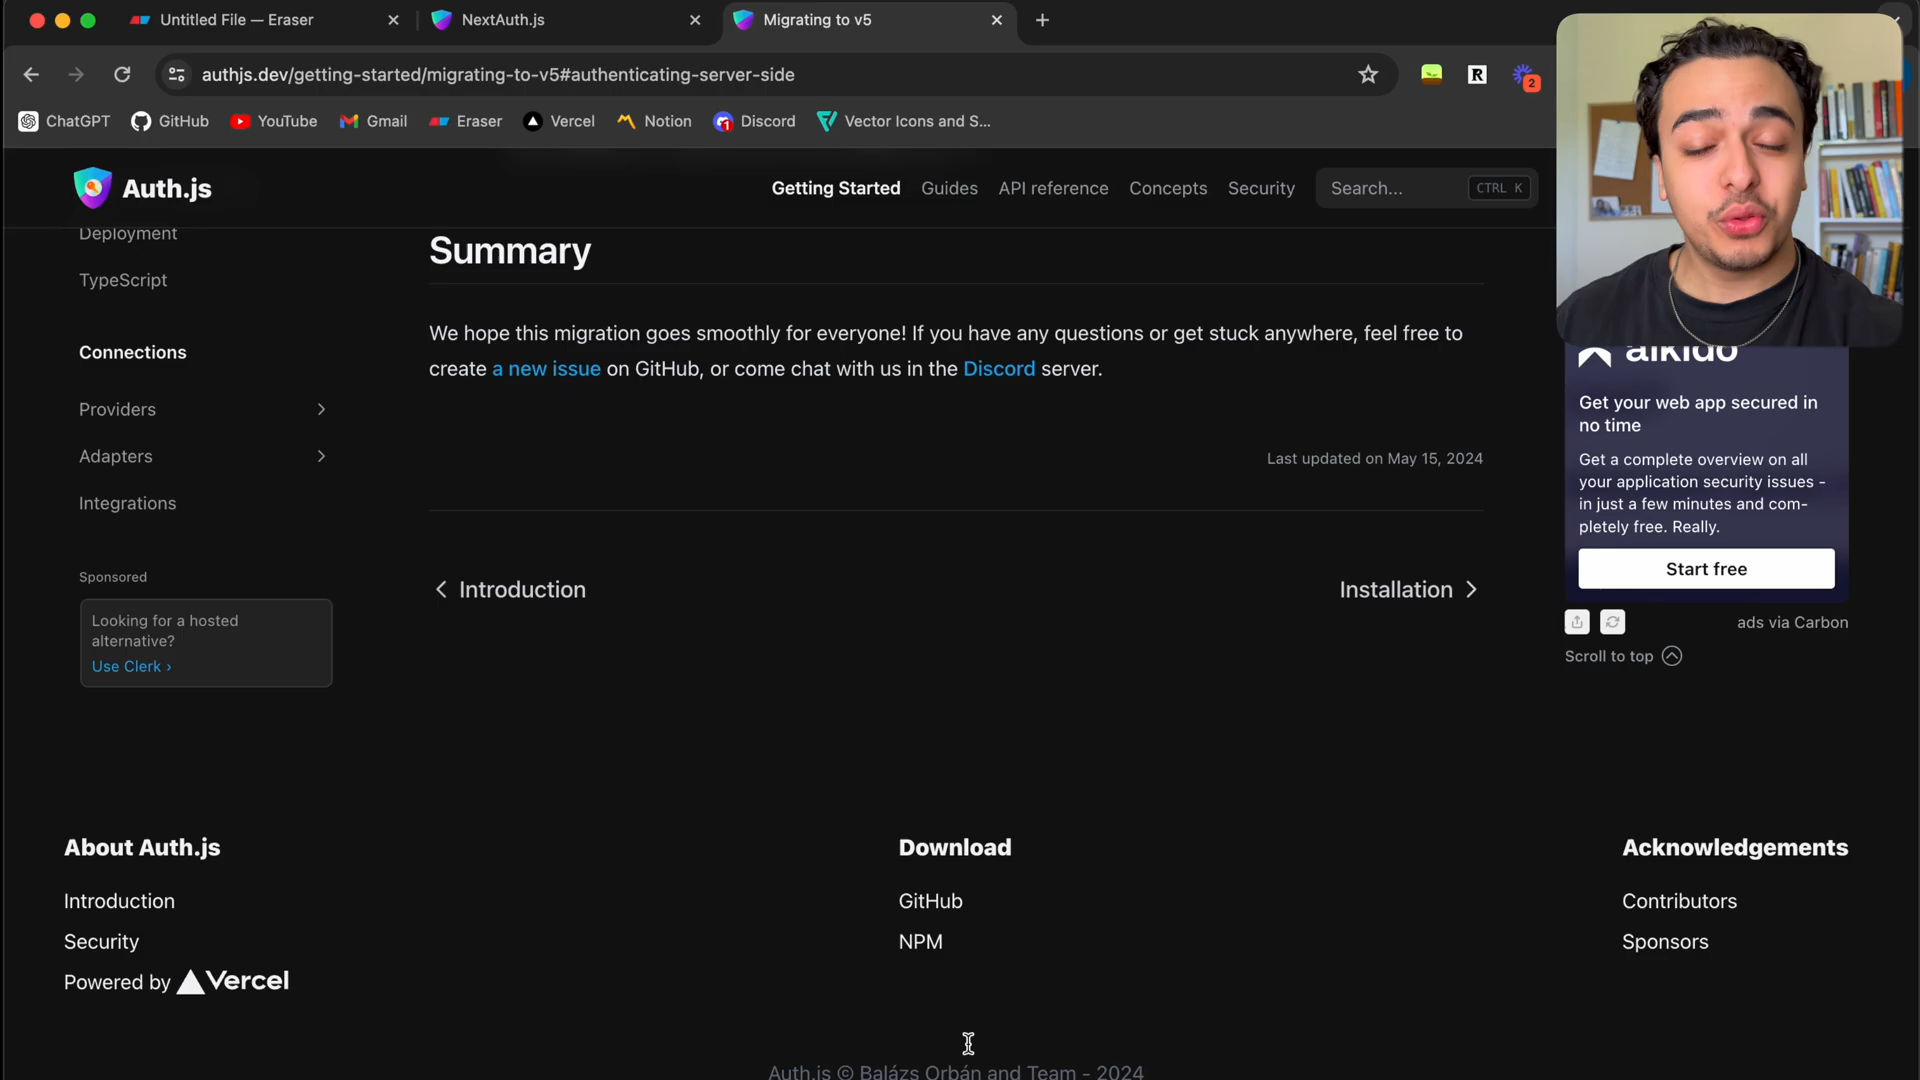 Untitled File — Eraser
NextAuth.js
Migrating to v5
authjs.dev/getting-started/migrating-to-v5#authenticating-server-side
R
2
ChatGPT
GitHub
YouTube
Gmail
Eraser
Vercel
Notion
1
Discord
Vector Icons and S...
Auth.js
Getting Started
Guides
API reference
Concepts
Security
Search...
CTRL K
Deployment
TypeScript
Connections
Providers
Adapters
Integrations
Sponsored
Looking for a hosted
alternative?
Use Clerk ›
Summary
We hope this migration goes smoothly for everyone! If you have any questions or get stuck anywhere, feel free to
create a new issue on GitHub, or come chat with us in the Discord server.
Last updated on May 15, 2024
Introduction
Installation
aikido
Get your web app secured in
no time
Get a complete overview on all
your application security issues -
in just a few minutes and com-
pletely free. Really.
Start free
ads via Carbon
Scroll to top
About Auth.js
Introduction
Security
Powered by Vercel
Download
GitHub
NPM
Acknowledgements
Contributors
Sponsors
Auth.js © Balázs Orbán and Team - 2024